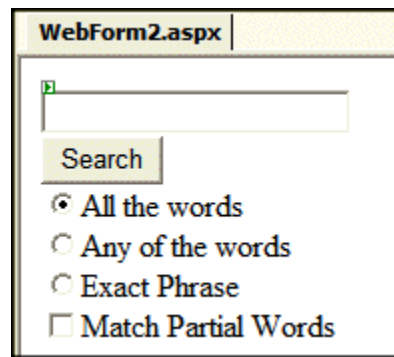 WebForm2.aspx
Search
All the words
Any of the words
Exact Phrase
Match Partial Words